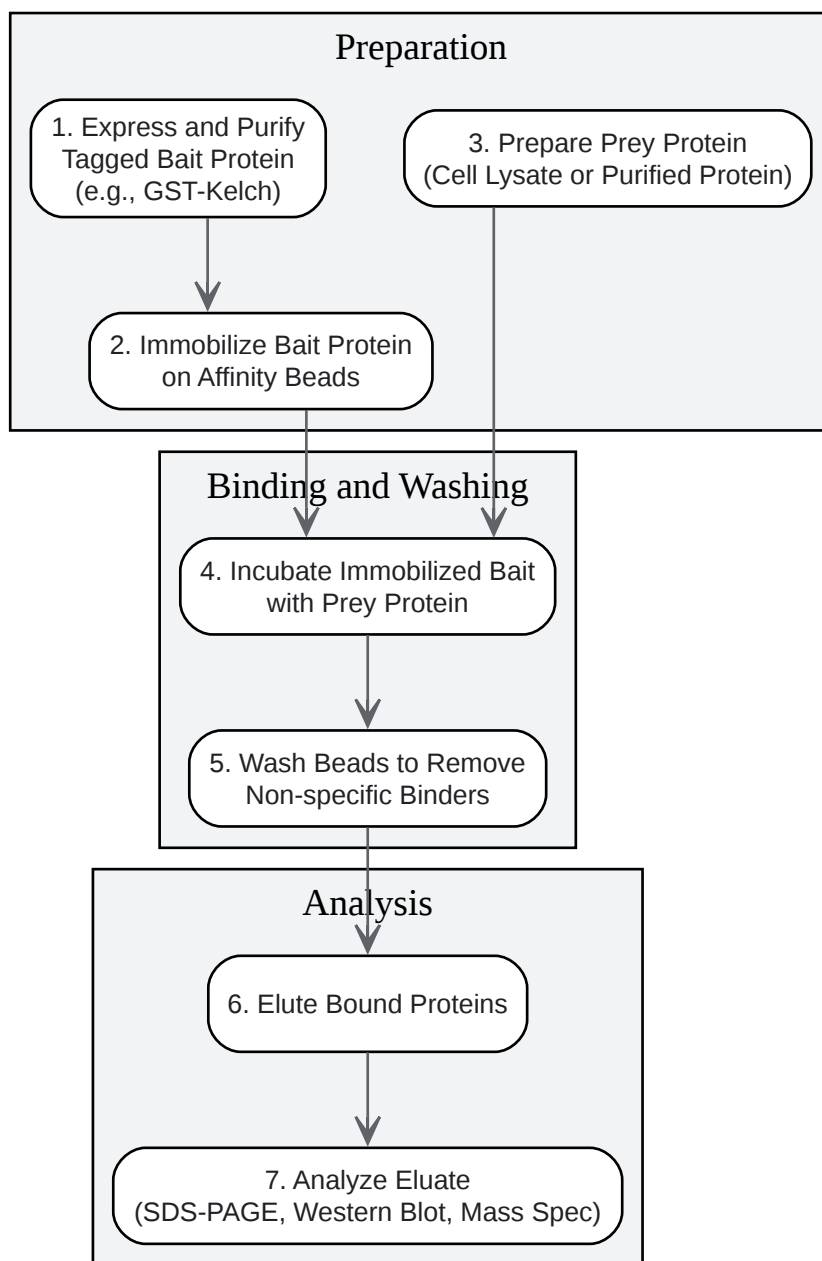 Preparation
1. Express and Purify
Tagged Bait Protein
(e.g., GST-Kelch)
3. Prepare Prey Protein
(Cell Lysate or Purified Protein)
2. Immobilize Bait Protein
on Affinity Beads
Binding and Washing
4. Incubate Immobilized Bait
with Prey Protein
5. Wash Beads to Remove
Non-specific Binders
Analysis
6. Elute Bound Proteins
7. Analyze Eluate
(SDS-PAGE, Western Blot, Mass Spec)